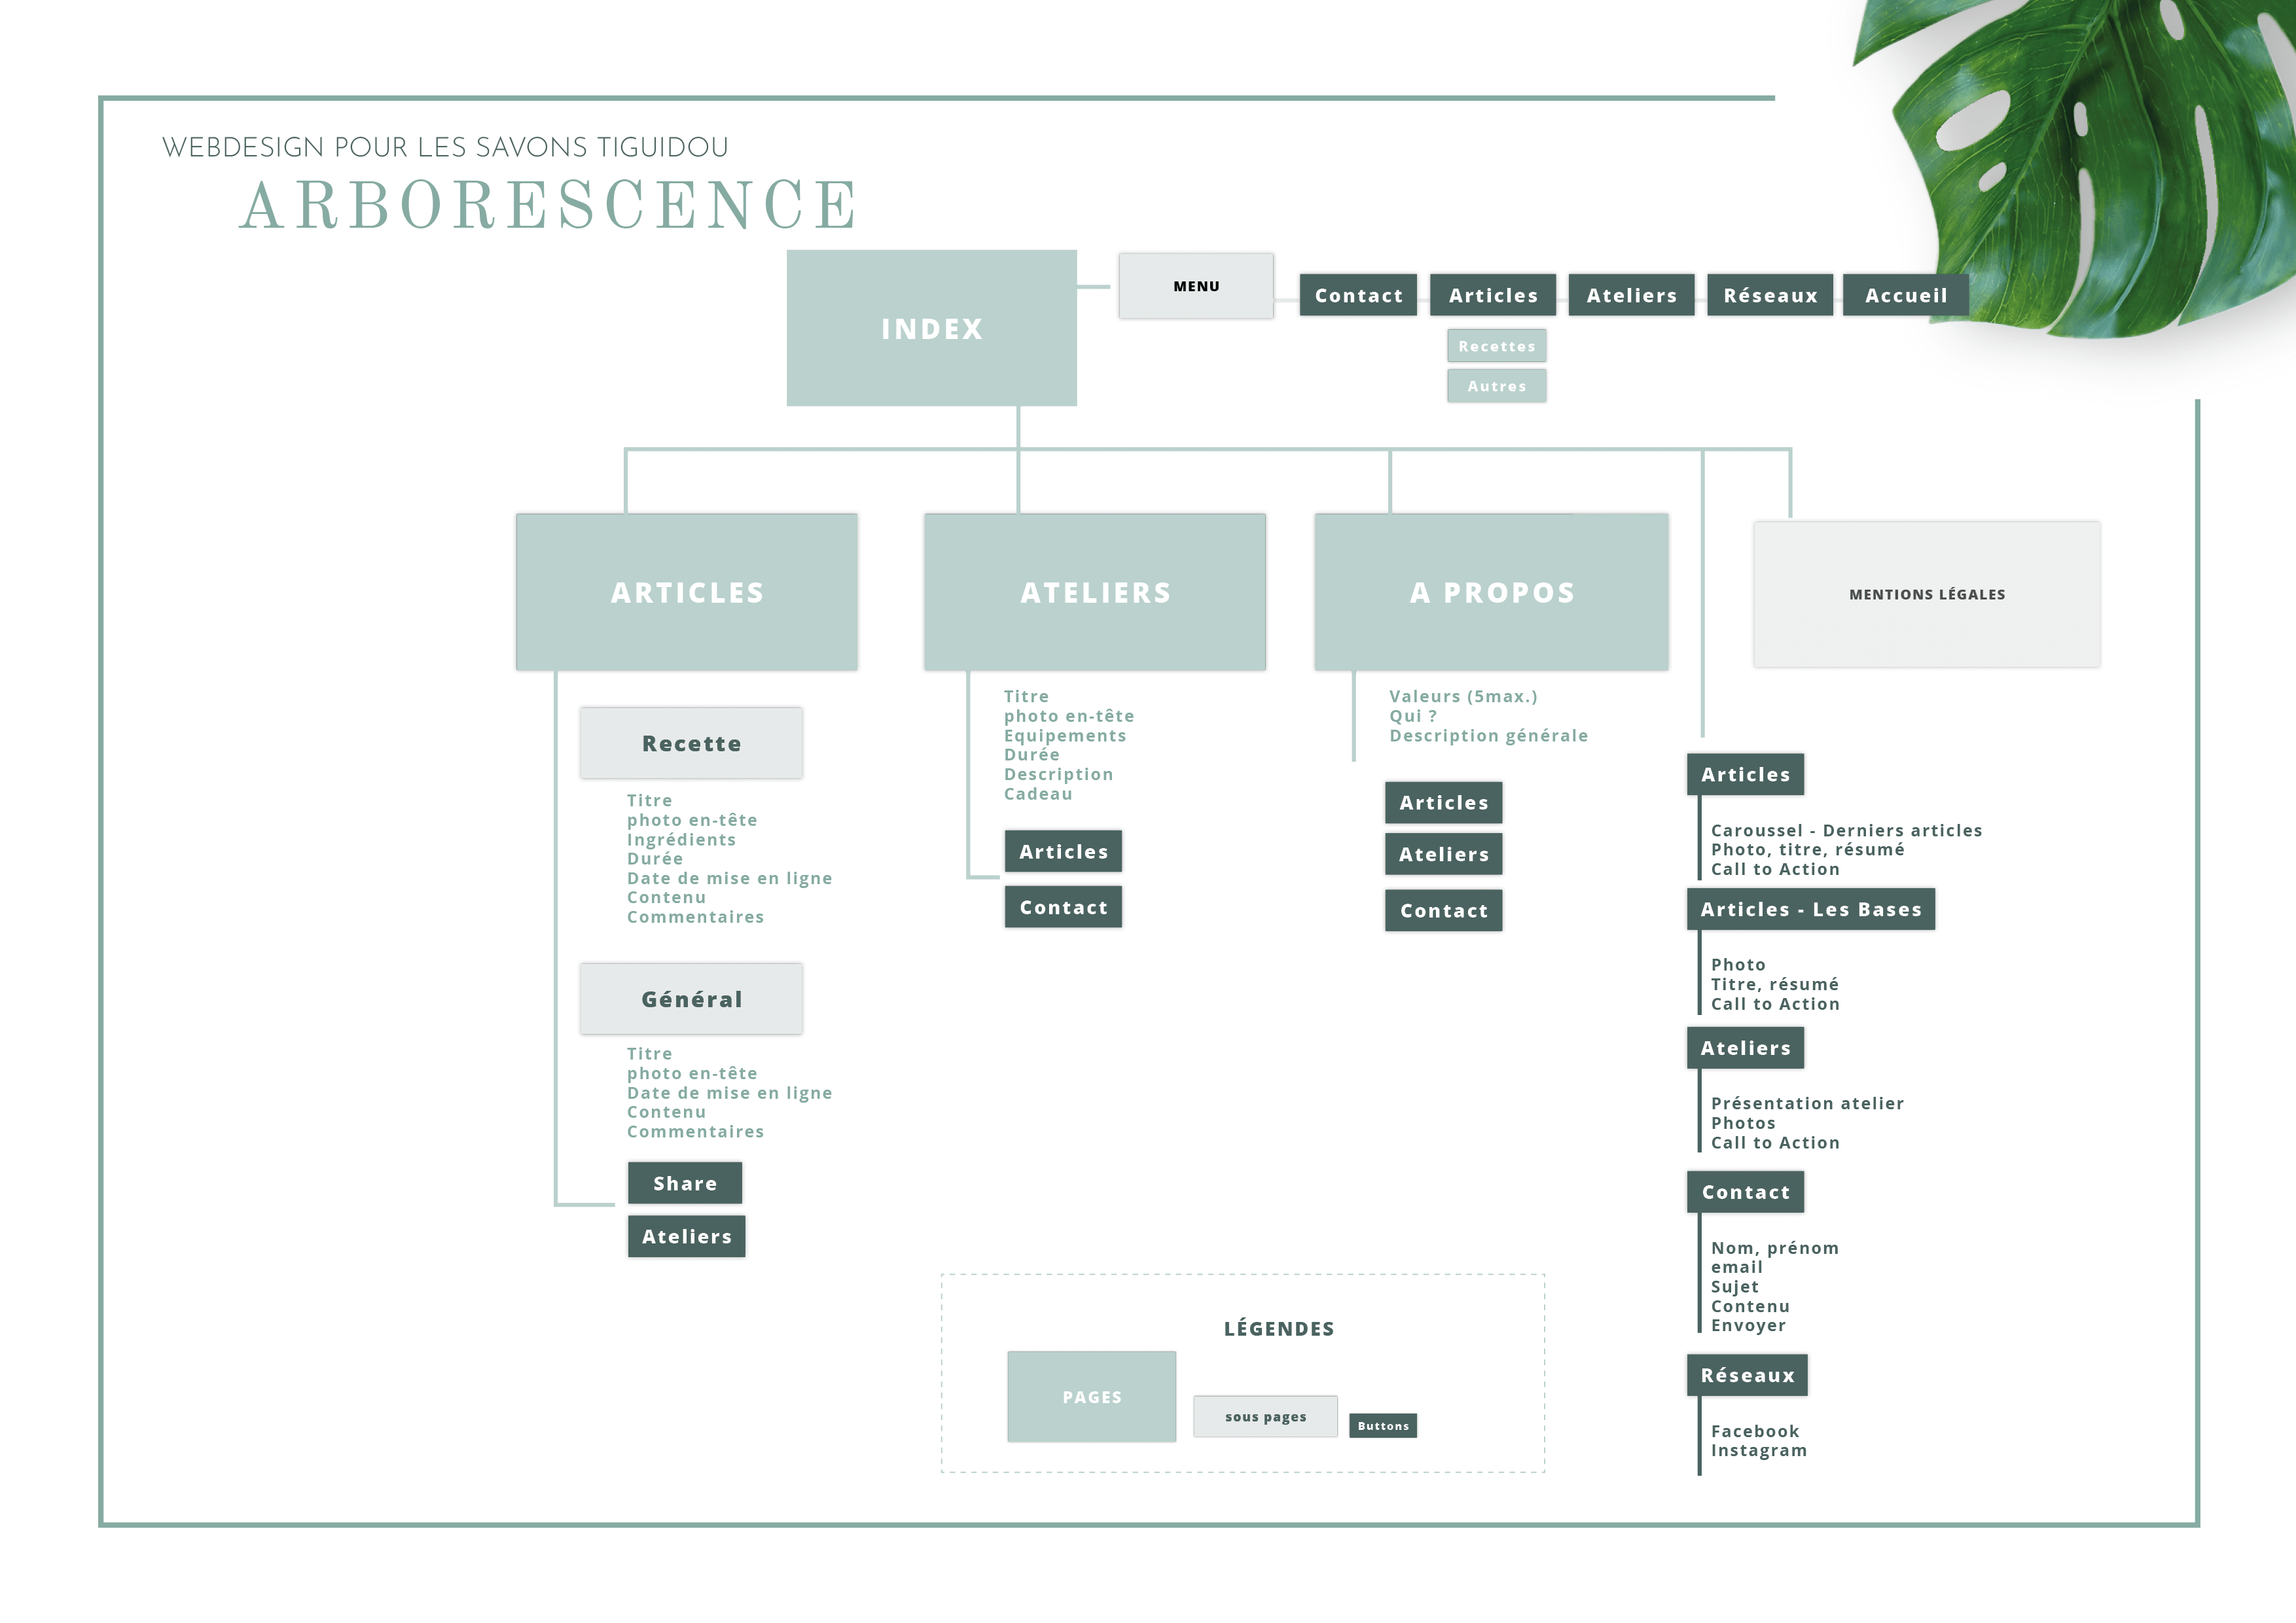 WEBDESIGN POUR LES SAVONS TIGUIDOU
ARBORESCENCE
INDEX
MENU
Contact
Articles
Ateliers
Réseaux
Accueil
Recettes
Autres
ARTICLES
ATELIERS
A PROPOS
MENTIONS LÉGALES
Recette
Titre
photo en-tête
Ingrédients
Durée
Date de mise en ligne
Contenu
Commentaires
Général
Titre
photo en-tête
Date de mise en ligne
Contenu
Commentaires
Share
Ateliers
Titre
photo en-tête
Equipements
Durée
Description
Cadeau
Articles
Contact
Valeurs (5max.)
Qui ?
Description générale
Articles
Ateliers
Contact
Articles
Caroussel - Derniers articles
Photo, titre, résumé
Call to Action
Articles - Les Bases
Photo
Titre, résumé
Call to Action
Ateliers
Présentation atelier
Photos
Call to Action
Contact
Nom, prénom
email
Sujet
Contenu
Envoyer
Réseaux
Facebook
Instagram
LÉGENDES
PAGES
sous pages
Buttons